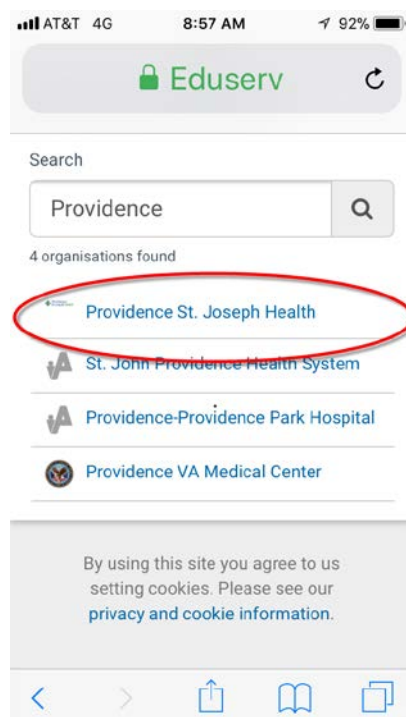 AT&T 4G 8:57 AM 92%
Eduserv
Search
Providence
4 organisations found
Providence St. Joseph Health
St. John Providence Health System
Providence-Providence Park Hospital
Providence VA Medical Center
By using this site you agree to us
setting cookies. Please see our
privacy and cookie information.